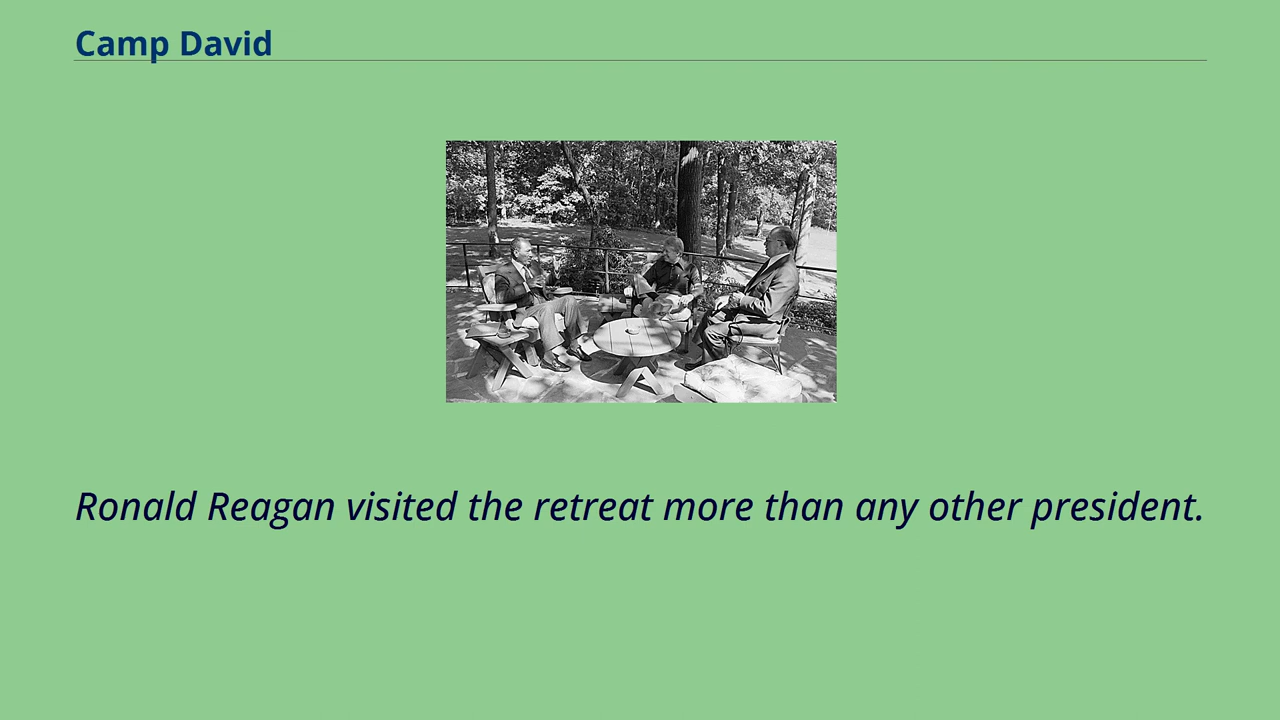 Camp David
Ronald Reagan visited the retreat more than any other president.